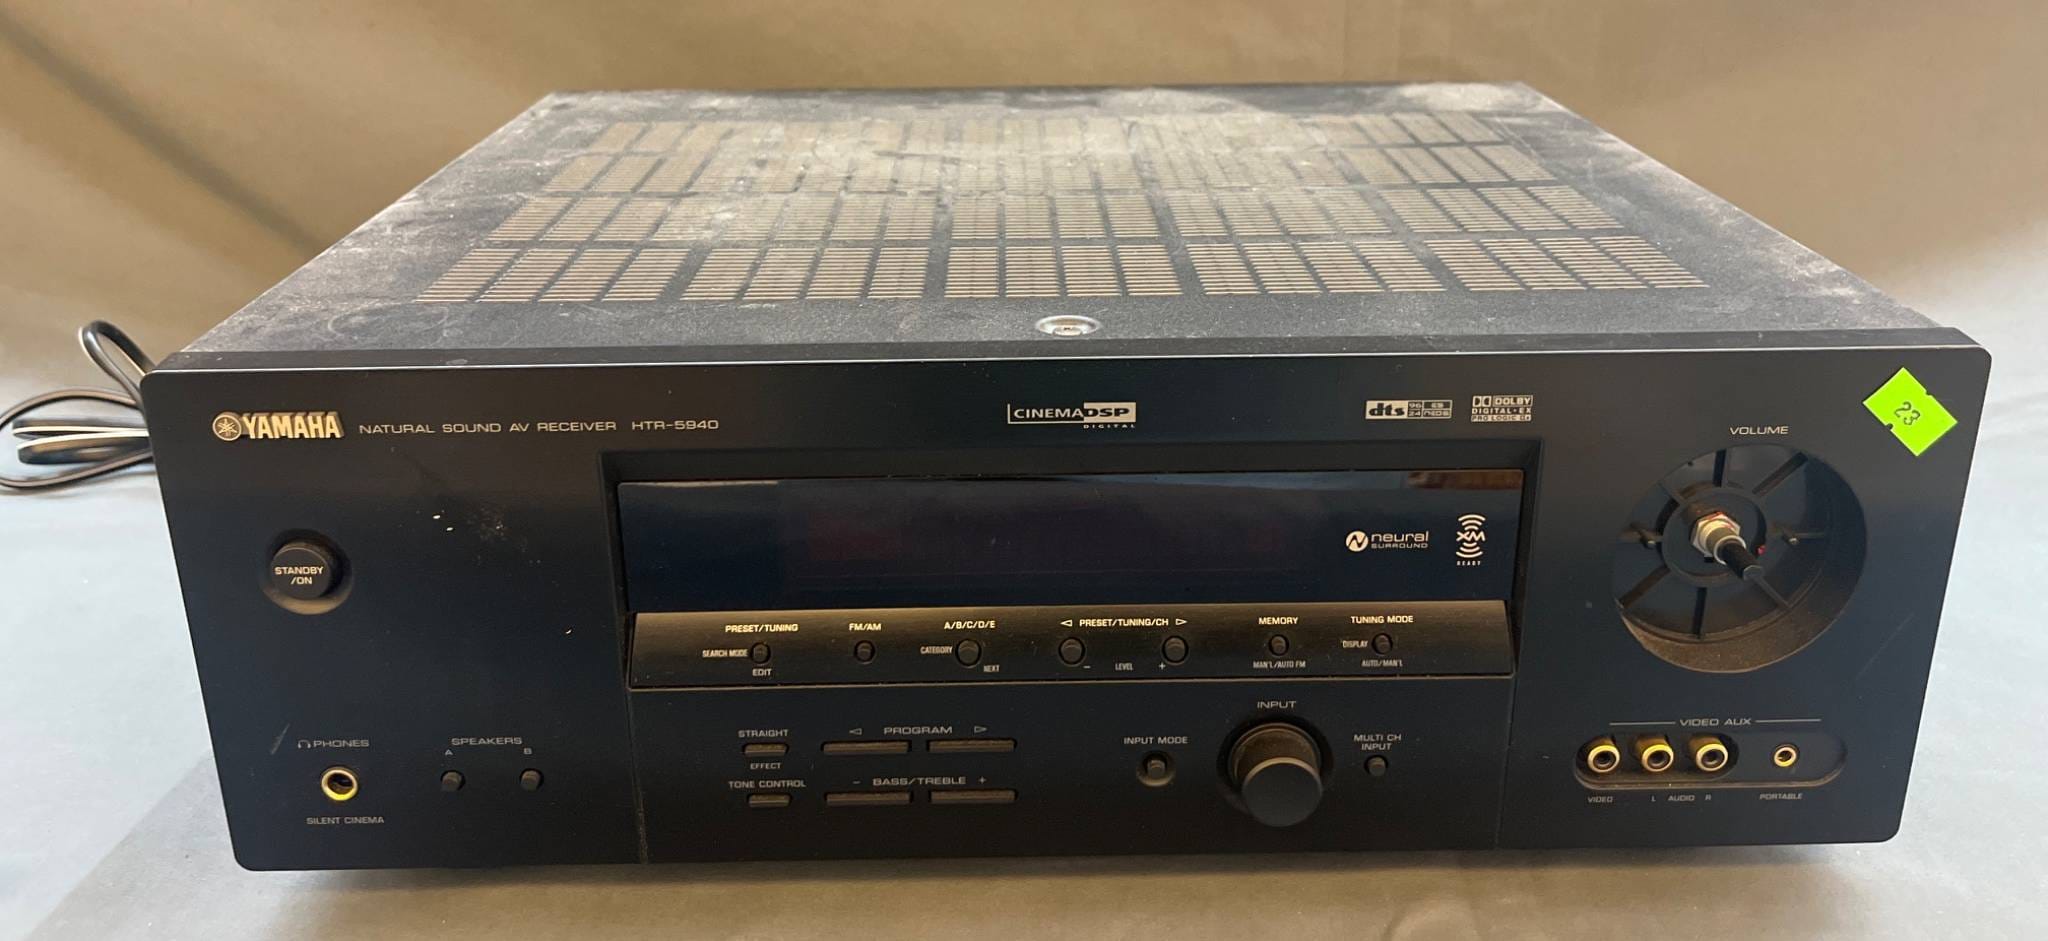 YAMAHA NATURAL SOUND AV RECEIVER HTR-5940
CINEMA DSP
DIGITAL
dts 96 24 ES NEO:6
DOLBY
DIGITAL·EX
PRO LOGIC IIx
23
VOLUME
neural
SURROUND
XM
READY
STANDBY
/ON
PRESET/TUNING
SEARCH MODE
EDIT
FM/AM
A/B/C/D/E
CATEGORY
NEXT
◁ PRESET/TUNING/CH ▷
− LEVEL +
MEMORY
MAN'L/AUTO FM
TUNING MODE
DISPLAY
AUTO/MAN'L
PHONES
SILENT CINEMA
SPEAKERS
A B
STRAIGHT
EFFECT
◁ PROGRAM ▷
TONE CONTROL
− BASS/TREBLE +
INPUT MODE
INPUT
MULTI CH
INPUT
VIDEO AUX
VIDEO
L AUDIO R
PORTABLE